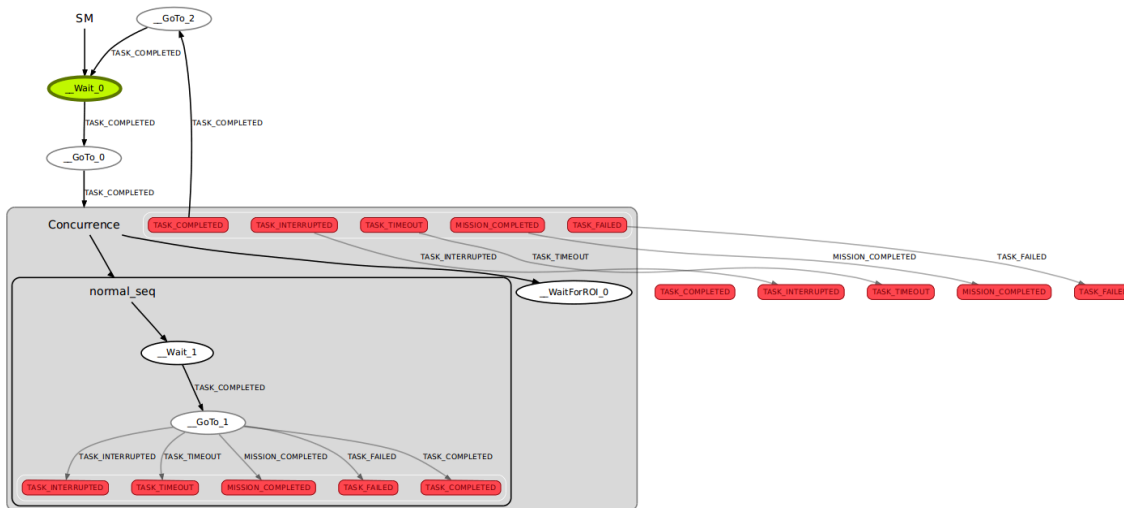 SM
__GoTo_2
TASK_COMPLETED
__Wait_0
TASK_COMPLETED
TASK_COMPLETED
__GoTo_0
TASK_COMPLETED
Concurrence
TASK_COMPLETED TASK_INTERRUPTED TASK_TIMEOUT MISSION_COMPLETED TASK_FAILED
TASK_INTERRUPTED TASK_TIMEOUT MISSION_COMPLETED TASK_FAILED
normal_seq
__WaitForROI_0
TASK_COMPLETED TASK_INTERRUPTED TASK_TIMEOUT MISSION_COMPLETED TASK_FAILED
__Wait_1
TASK_COMPLETED
__GoTo_1
TASK_INTERRUPTED TASK_TIMEOUT MISSION_COMPLETED TASK_FAILED TASK_COMPLETED
TASK_INTERRUPTED TASK_TIMEOUT MISSION_COMPLETED TASK_FAILED TASK_COMPLETED